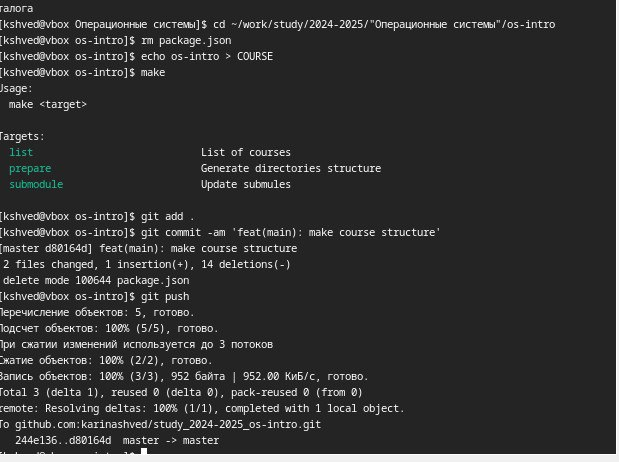 талога
[kshved@vbox Операционные системы]$ cd ~/work/study/2024-2025/"Операционные системы"/os-intro
[kshved@vbox os-intro]$ rm package.json
[kshved@vbox os-intro]$ echo os-intro > COURSE
[kshved@vbox os-intro]$ make
Usage:
  make <target>

Targets:
  list                            List of courses
  prepare                         Generate directories structure
  submodule                       Update submules

[kshved@vbox os-intro]$ git add .
[kshved@vbox os-intro]$ git commit -am 'feat(main): make course structure'
[master d80164d] feat(main): make course structure
 2 files changed, 1 insertion(+), 14 deletions(-)
 delete mode 100644 package.json
[kshved@vbox os-intro]$ git push
Перечисление объектов: 5, готово.
Подсчет объектов: 100% (5/5), готово.
При сжатии изменений используется до 3 потоков
Сжатие объектов: 100% (2/2), готово.
Запись объектов: 100% (3/3), 952 байта | 952.00 КиБ/с, готово.
Total 3 (delta 1), reused 0 (delta 0), pack-reused 0 (from 0)
remote: Resolving deltas: 100% (1/1), completed with 1 local object.
To github.com:karinashved/study_2024-2025_os-intro.git
   244e136..d80164d  master -> master
[kshved@vbox os-intro]$